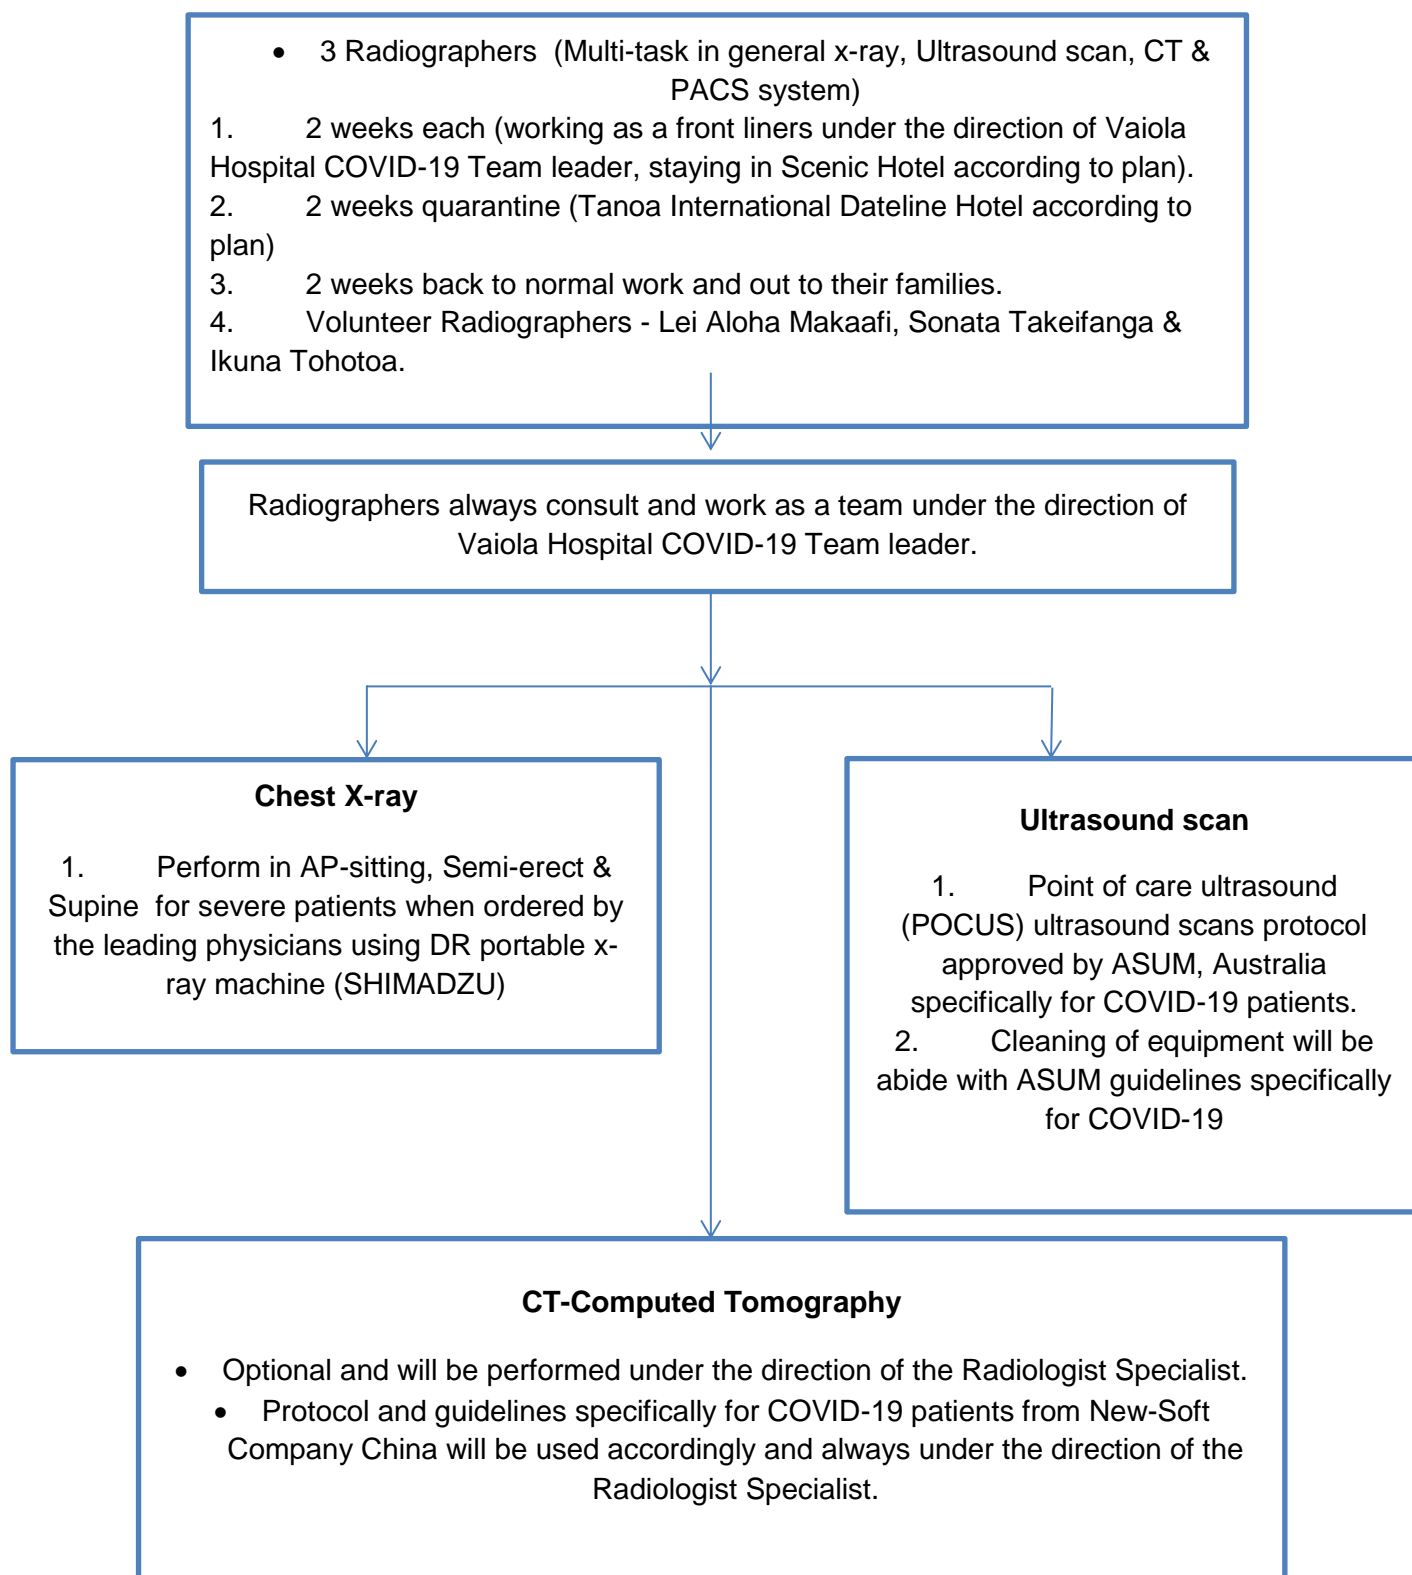 • 3 Radiographers (Multi-task in general x-ray, Ultrasound scan, CT &
PACS system)
1. 2 weeks each (working as a front liners under the direction of Vaiola
Hospital COVID-19 Team leader, staying in Scenic Hotel according to plan).
2. 2 weeks quarantine (Tanoa International Dateline Hotel according to
plan)
3. 2 weeks back to normal work and out to their families.
4. Volunteer Radiographers - Lei Aloha Makaafi, Sonata Takeifanga &
Ikuna Tohotoa.
Radiographers always consult and work as a team under the direction of
Vaiola Hospital COVID-19 Team leader.
Chest X-ray
1. Perform in AP-sitting, Semi-erect &
Supine for severe patients when ordered by
the leading physicians using DR portable x-
ray machine (SHIMADZU)
Ultrasound scan
1. Point of care ultrasound
(POCUS) ultrasound scans protocol
approved by ASUM, Australia
specifically for COVID-19 patients.
2. Cleaning of equipment will be
abide with ASUM guidelines specifically
for COVID-19
CT-Computed Tomography
• Optional and will be performed under the direction of the Radiologist Specialist.
• Protocol and guidelines specifically for COVID-19 patients from New-Soft
Company China will be used accordingly and always under the direction of the
Radiologist Specialist.